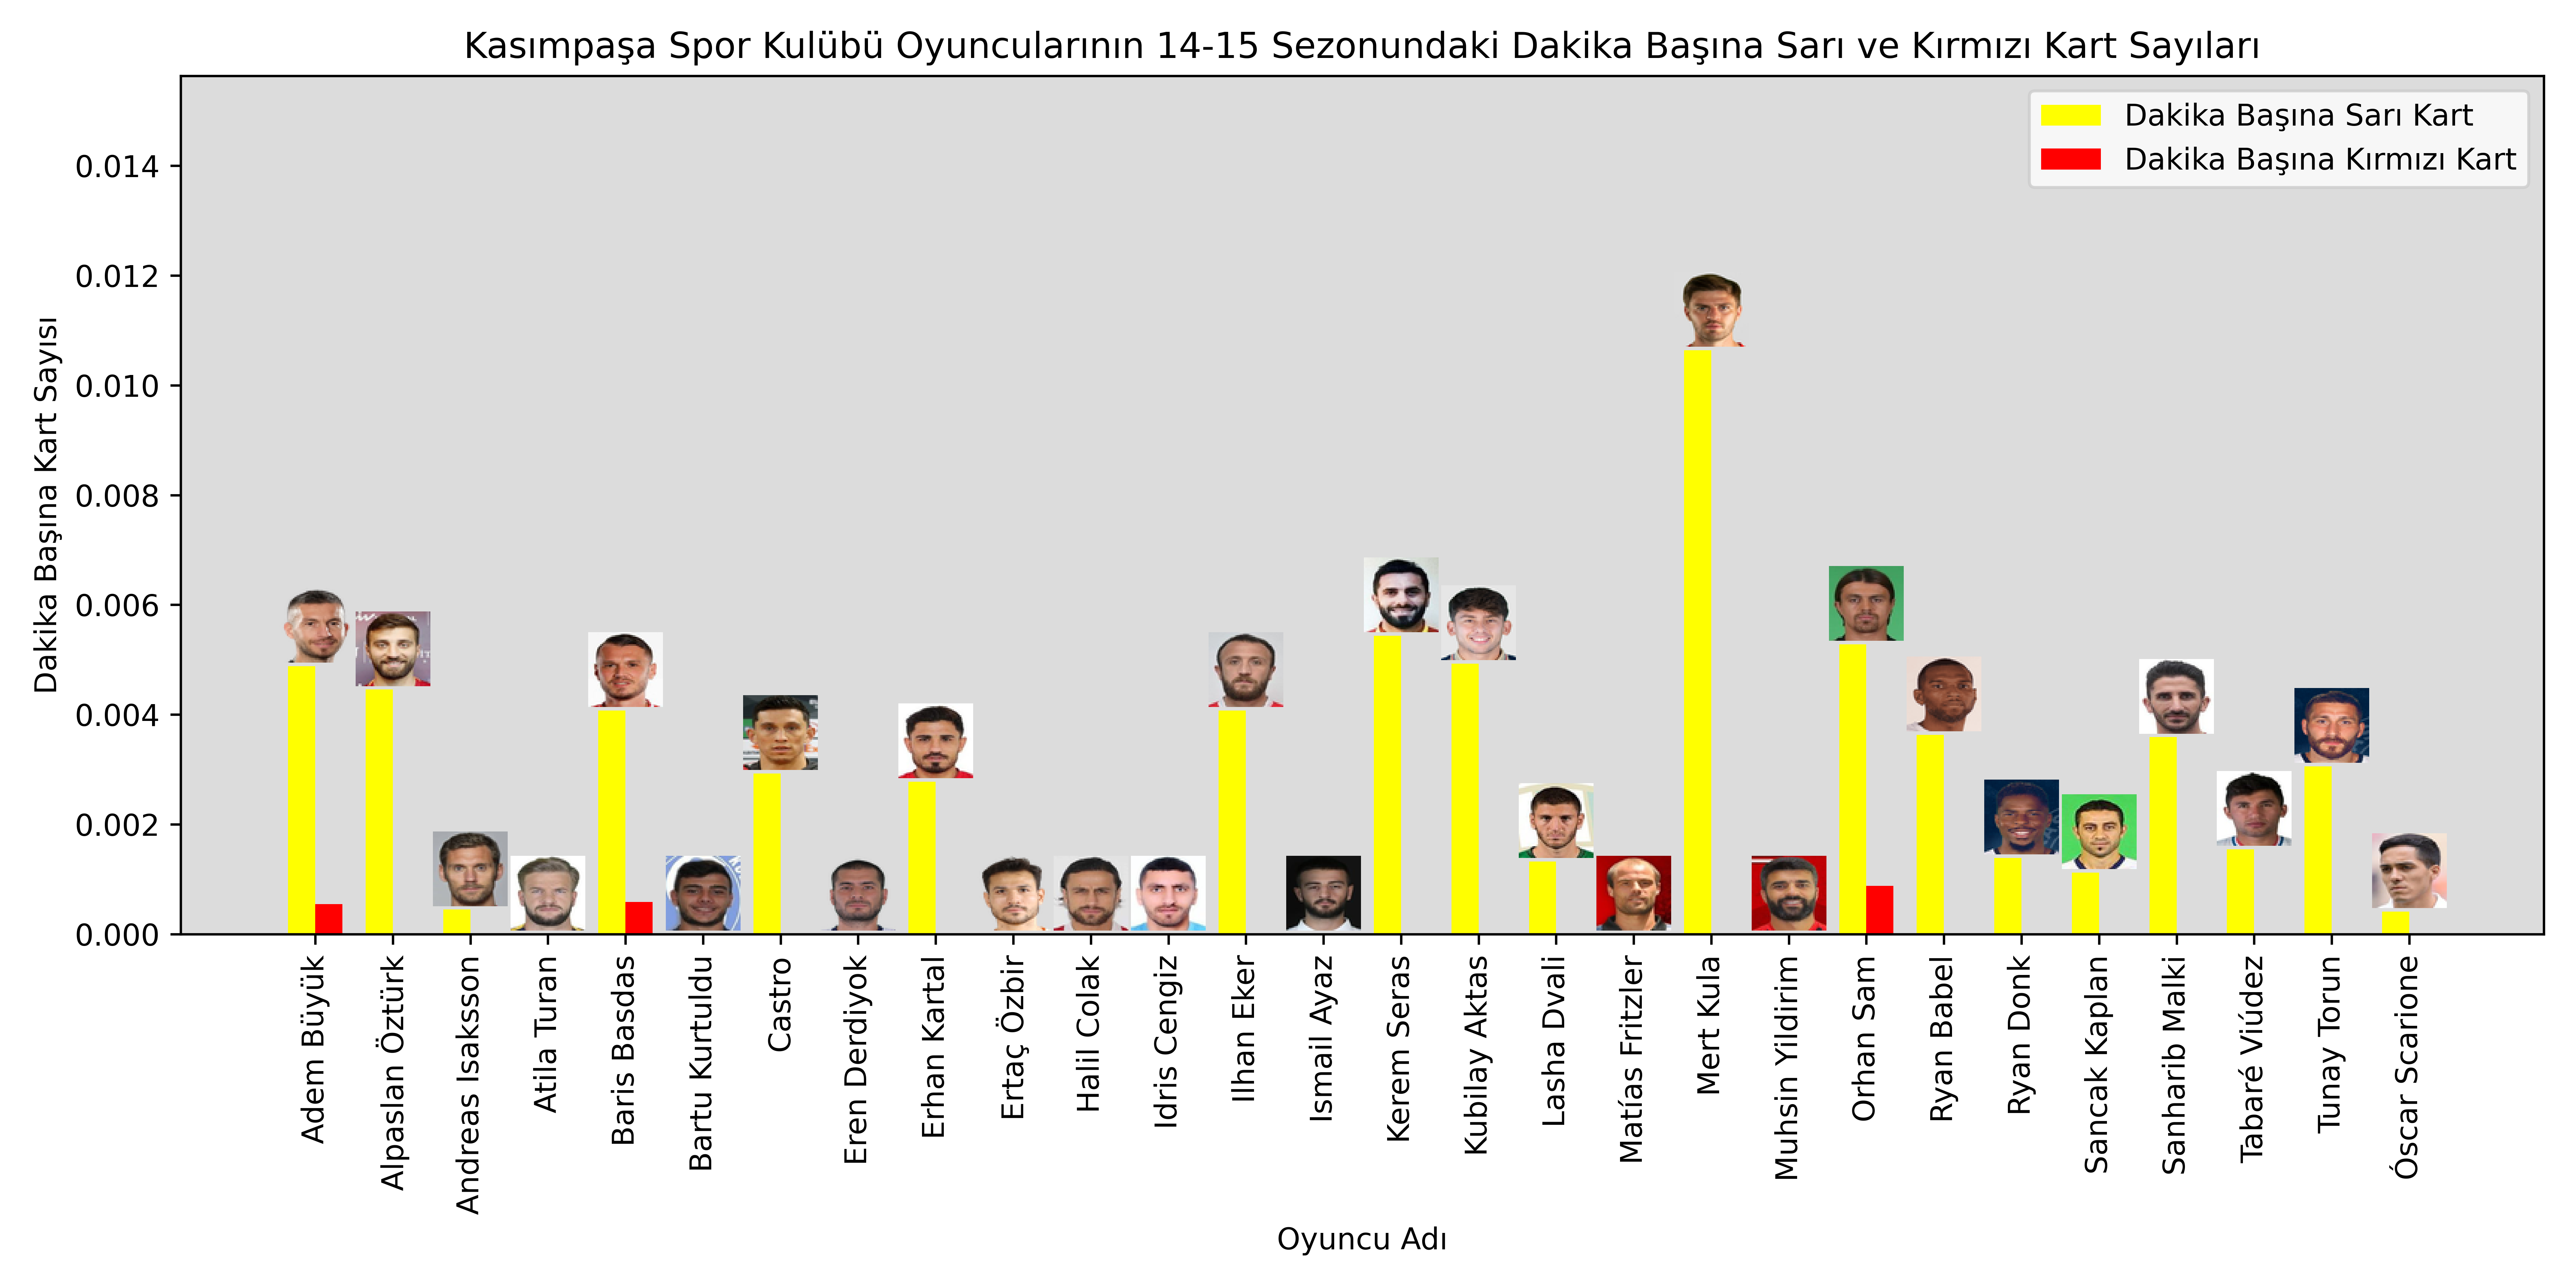 Kasımpaşa Spor Kulübü Oyuncularının 14-15 Sezonundaki Dakika Başına Sarı ve Kırmızı Kart Sayıları
Dakika Başına Sarı Kart
Dakika Başına Kırmızı Kart
Dakika Başına Kart Sayısı
0.014
0.012
0.010
0.008
0.006
0.004
0.002
0.000
Adem Büyük
Alpaslan Öztürk
Andreas Isaksson
Atila Turan
Baris Basdas
Bartu Kurtuldu
Castro
Eren Derdiyok
Erhan Kartal
Ertaç Özbir
Halil Colak
Idris Cengiz
Ilhan Eker
Ismail Ayaz
Kerem Seras
Kubilay Aktas
Lasha Dvali
Matías Fritzler
Mert Kula
Muhsin Yildirim
Orhan Sam
Ryan Babel
Ryan Donk
Sancak Kaplan
Sanharib Malki
Tabaré Viúdez
Tunay Torun
Óscar Scarione
Oyuncu Adı